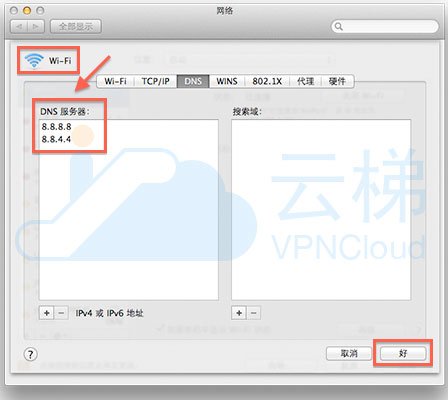 网络
全部显示
Wi-Fi
Wi-Fi TCP/IP DNS WINS 802.1X 代理 硬件
DNS 服务器： 搜索域：
8.8.8.8
8.8.4.4
云梯
VPNCloud
+ − IPv4 或 IPv6 地址 + −
? 取消 好